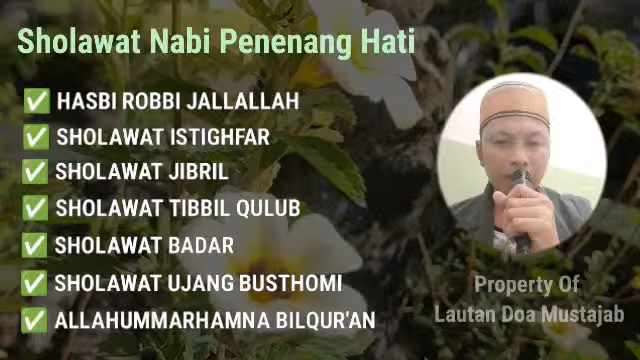 Sholawat Nabi Penenang Hati
✅ HASBI ROBBI JALLALLAH
✅ SHOLAWAT ISTIGHFAR
✅ SHOLAWAT JIBRIL
✅ SHOLAWAT TIBBIL QULUB
✅ SHOLAWAT BADAR
✅ SHOLAWAT UJANG BUSTHOMI
✅ ALLAHUMMARHAMNA BILQUR'AN
Property Of
Lautan Doa Mustajab